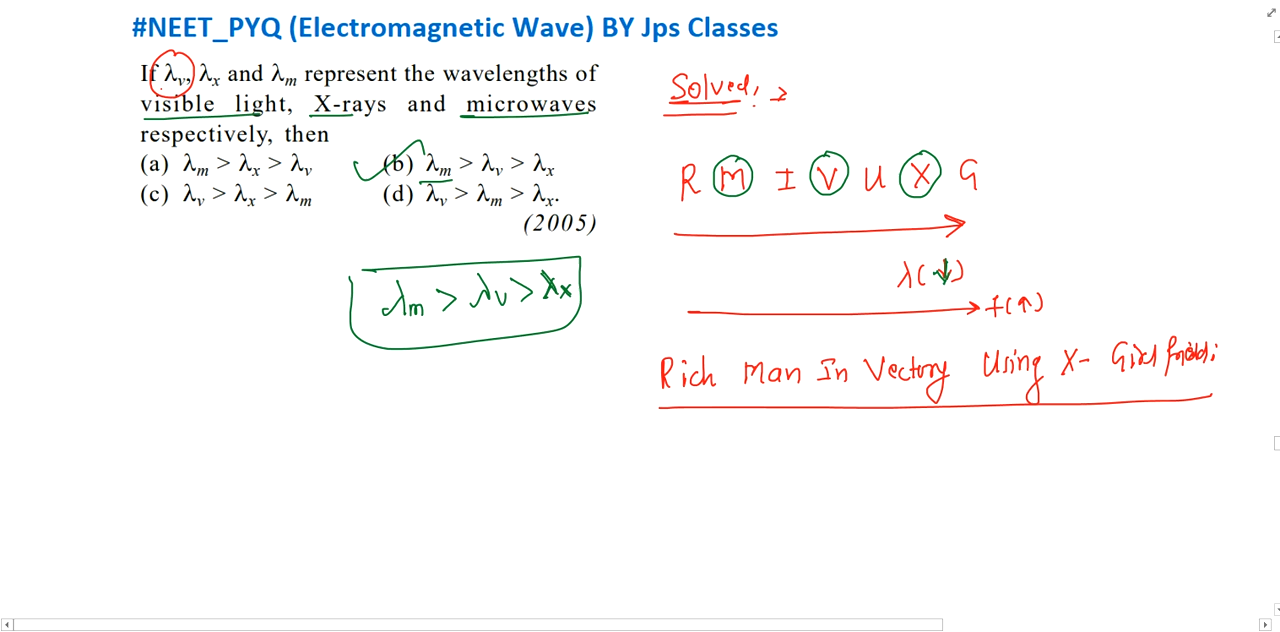 #NEET_PYQ (Electromagnetic Wave) BY Jps Classes
If λv, λx and λm represent the wavelengths of
visible light, X-rays and microwaves
respectively, then
(a) λm > λx > λv (b) λm > λv > λx
(c) λv > λx > λm (d) λv > λm > λx.
(2005)
λm > λv > λx
Solved:
R M I V U X G
λ(↓)
f(↑)
Rich Man In Vectory Using X-